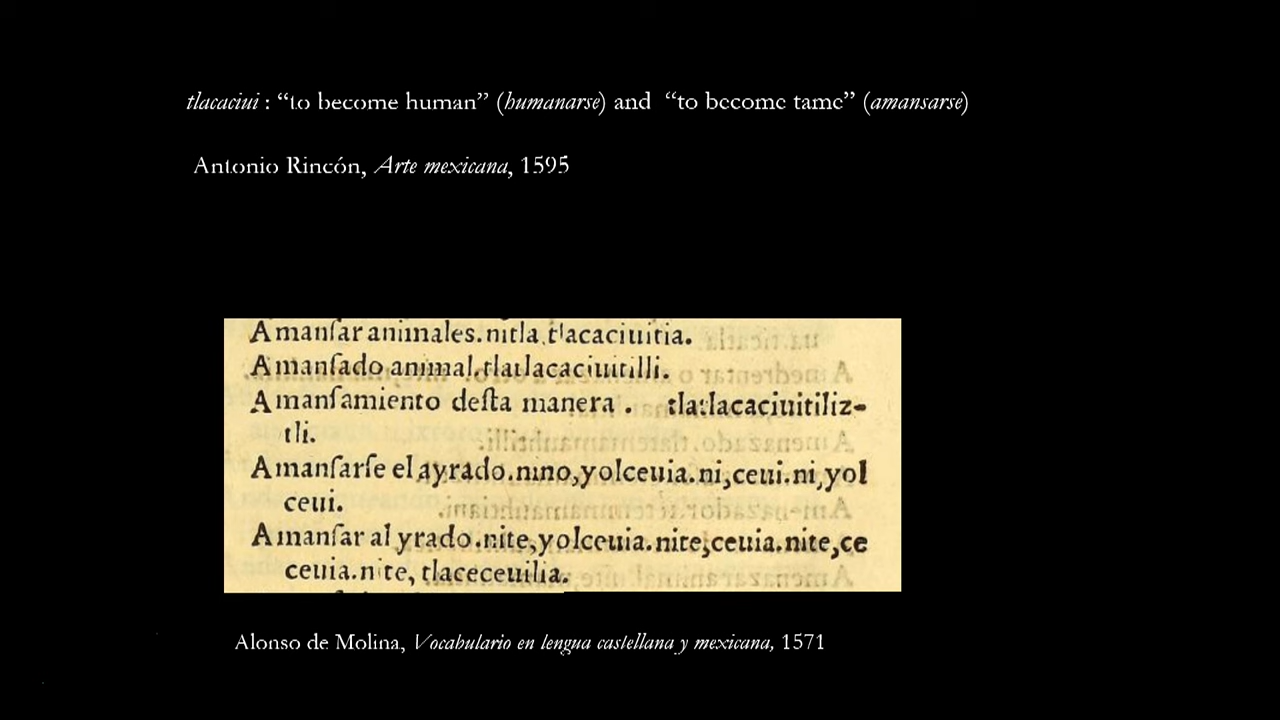 tlacaciui : “to become human” (humanarse) and “to become tame” (amansarse)
Antonio Rincón, Arte mexicana, 1595
Amanſar animales. nitla, tlacaciuitia.
Amanſado animal. tlatlacaciuitilli.
Amanſamiento deſta manera . tlatlacaciuitiliz-
tli.
Amanſarſe el ayrado. nino, yolceuia. ni, ceui. ni, yol
ceui.
Amanſar al yrado. nite, yolceuia. nite, ceuia. nite, ce
ceuia. nite, tlaceceuilia.
Alonso de Molina, Vocabulario en lengua castellana y mexicana, 1571